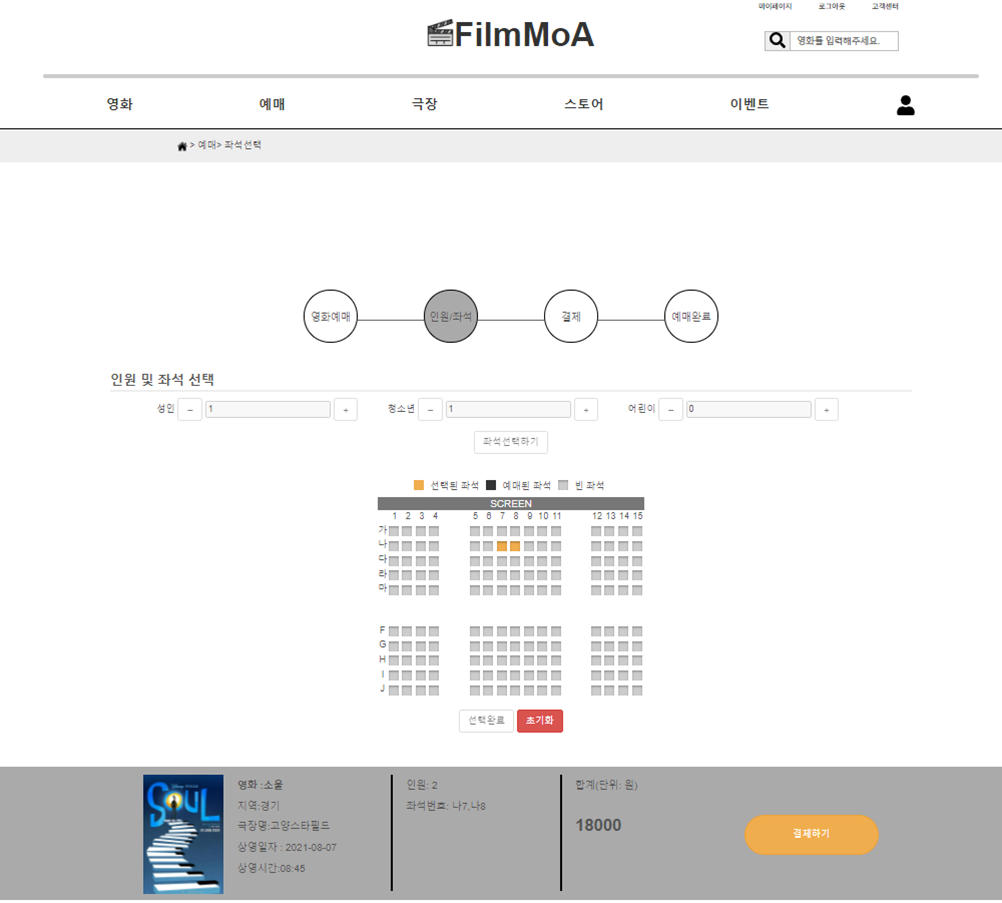 마이페이지 로그아웃 고객센터
FilmMoA
영화를 입력해주세요.
영화 예매 극장 스토어 이벤트
> 예매> 좌석선택
영화예매 인원/좌석 결제 예매완료
인원 및 좌석 선택
성인 − 1 + 청소년 − 1 + 어린이 − 0 +
좌석선택하기
선택된 좌석 예매된 좌석 빈 좌석
SCREEN
1 2 3 4 5 6 7 8 9 10 11 12 13 14 15
가
나
다
라
마
F
G
H
I
J
선택완료 초기화
SOUL
영화 :소울
지역:경기
극장명:고양스타필드
상영일자 : 2021-08-07
상영시간:08:45
인원: 2
좌석번호: 나7,나8
합계(단위: 원)
18000
결제하기